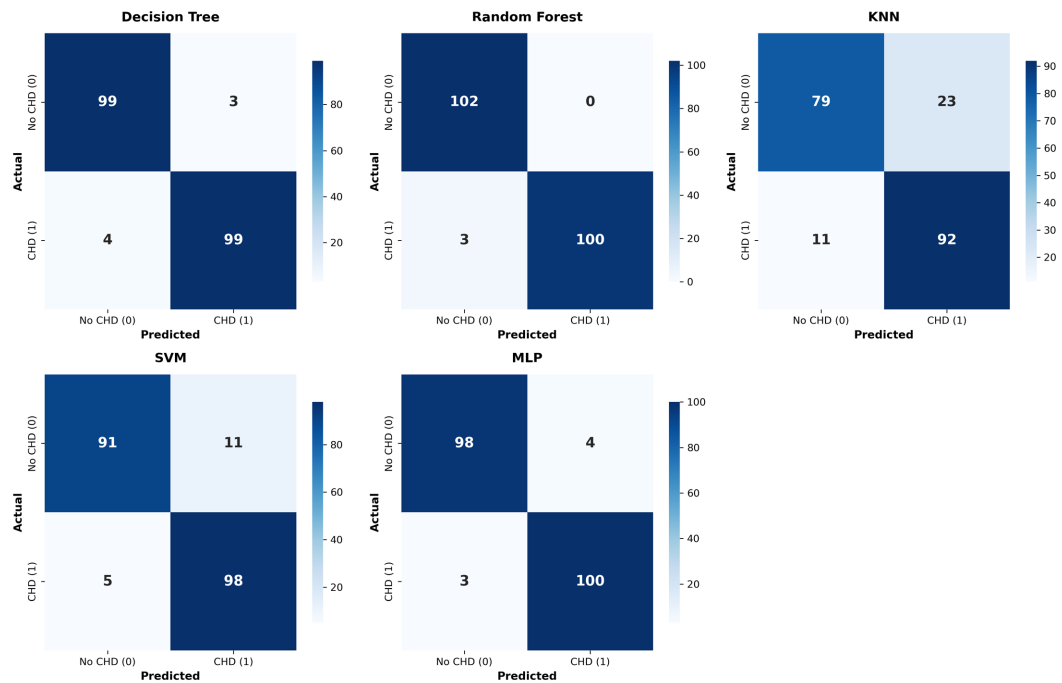 Decision Tree
No CHD (0)
CHD (1)
Actual
99
3
4
99
No CHD (0)
CHD (1)
Predicted
80
60
40
20
Random Forest
No CHD (0)
CHD (1)
Actual
102
0
3
100
No CHD (0)
CHD (1)
Predicted
100
80
60
40
20
0
KNN
No CHD (0)
CHD (1)
Actual
79
23
11
92
No CHD (0)
CHD (1)
Predicted
90
80
70
60
50
40
30
20
SVM
No CHD (0)
CHD (1)
Actual
91
11
5
98
No CHD (0)
CHD (1)
Predicted
80
60
40
20
MLP
No CHD (0)
CHD (1)
Actual
98
4
3
100
No CHD (0)
CHD (1)
Predicted
100
80
60
40
20